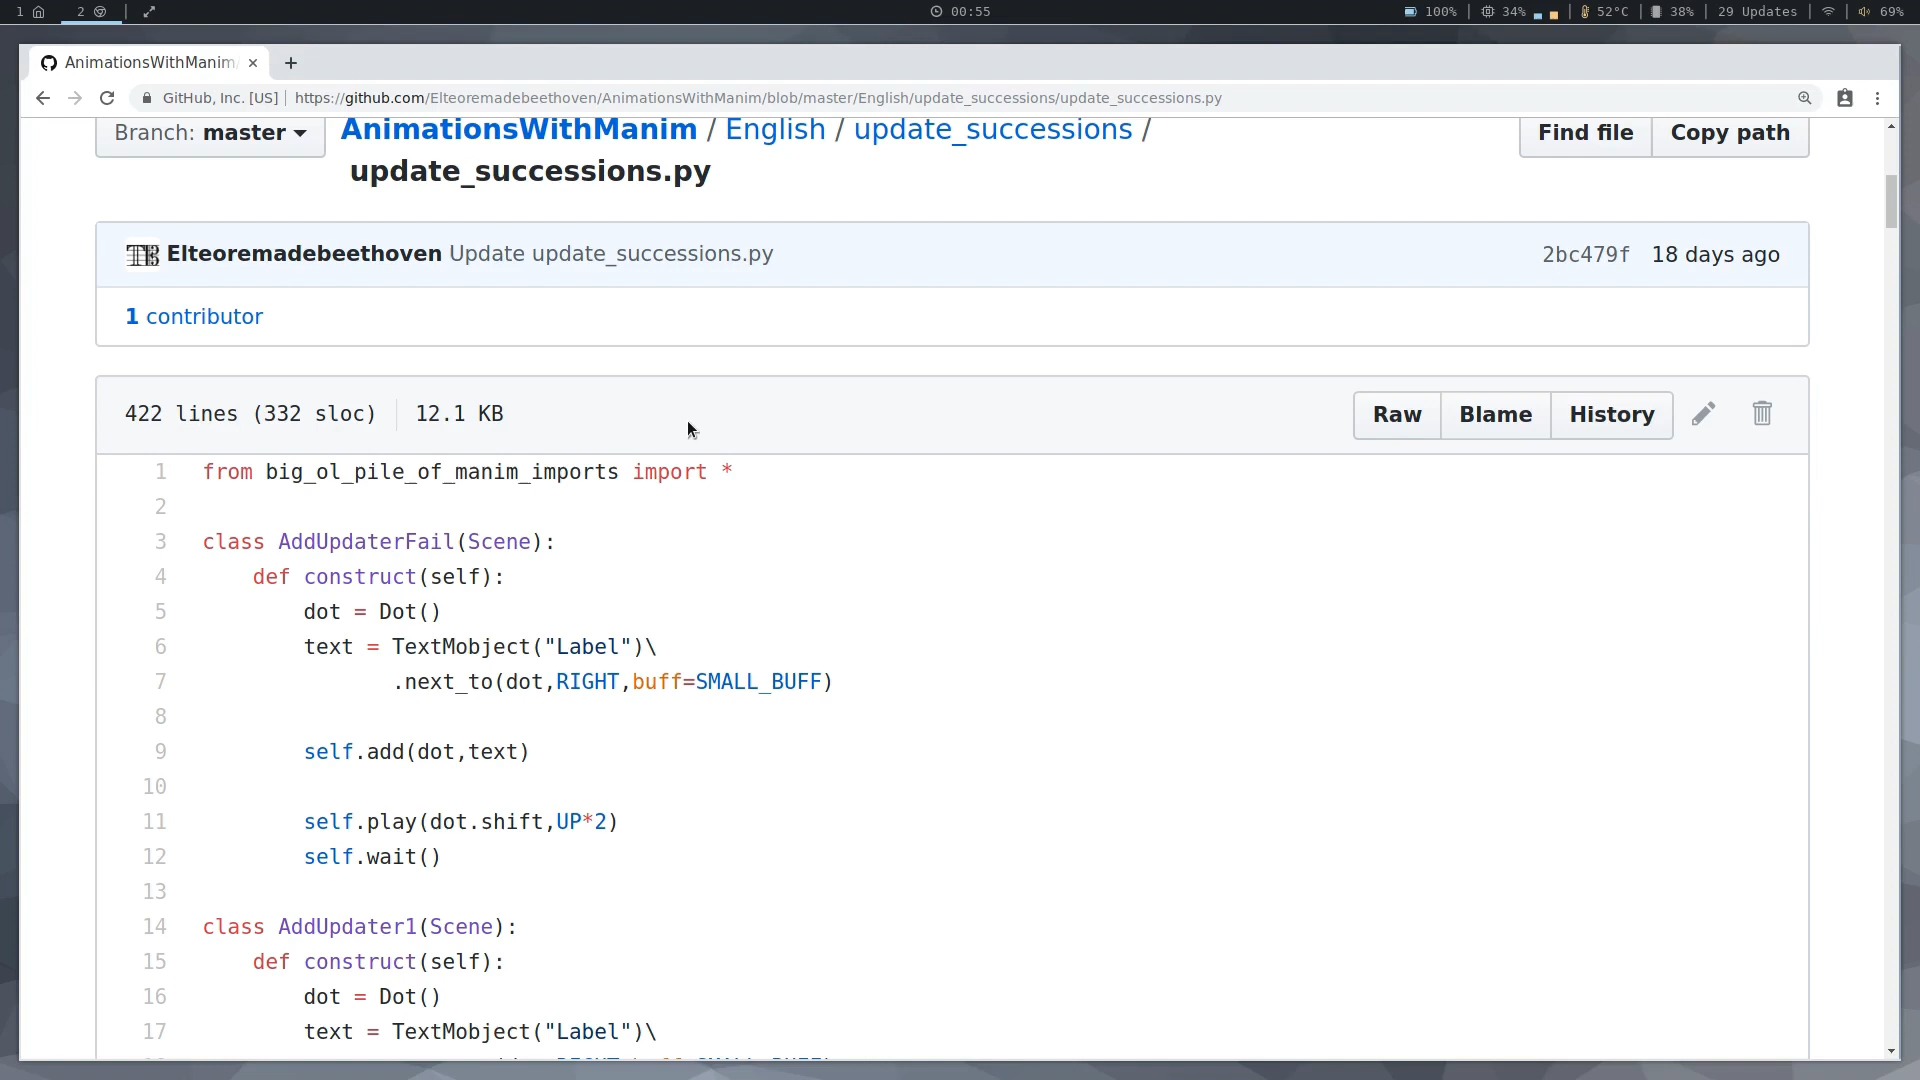 1 2 00:55 100% 34% 52°C 38% 29 Updates 69%
AnimationsWithManim
GitHub, Inc. [US] https://github.com/Elteoremadebeethoven/AnimationsWithManim/blob/master/English/update_successions/update_successions.py
Branch: master AnimationsWithManim / English / update_successions / Find file Copy path
update_successions.py
TB Elteoremadebeethoven Update update_successions.py 2bc479f 18 days ago
1 contributor
422 lines (332 sloc) 12.1 KB Raw Blame History
1 from big_ol_pile_of_manim_imports import *
2
3 class AddUpdaterFail(Scene):
4     def construct(self):
5         dot = Dot()
6         text = TextMobject("Label")\
7                .next_to(dot,RIGHT,buff=SMALL_BUFF)
8
9         self.add(dot,text)
10
11         self.play(dot.shift,UP*2)
12         self.wait()
13
14 class AddUpdater1(Scene):
15     def construct(self):
16         dot = Dot()
17         text = TextMobject("Label")\